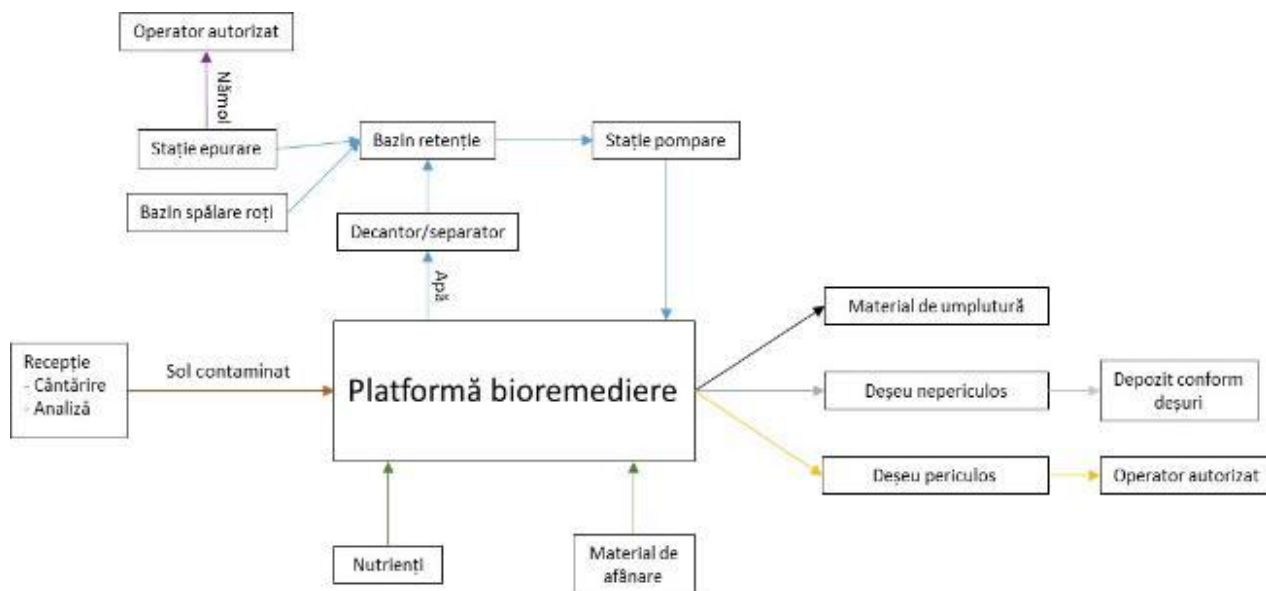 Operator autorizat
Nămol
Stație epurare
Bazin retenție
Stație pompare
Bazin spălare roți
Decantor/separator
Apă
Material de umplutură
Recepție
- Cântărire
- Analiză
Sol contaminat
Platformă bioremediere
Deșeu nepericulos
Depozit conform
deșuri
Deșeu periculos
Operator autorizat
Nutrienți
Material de
afânare